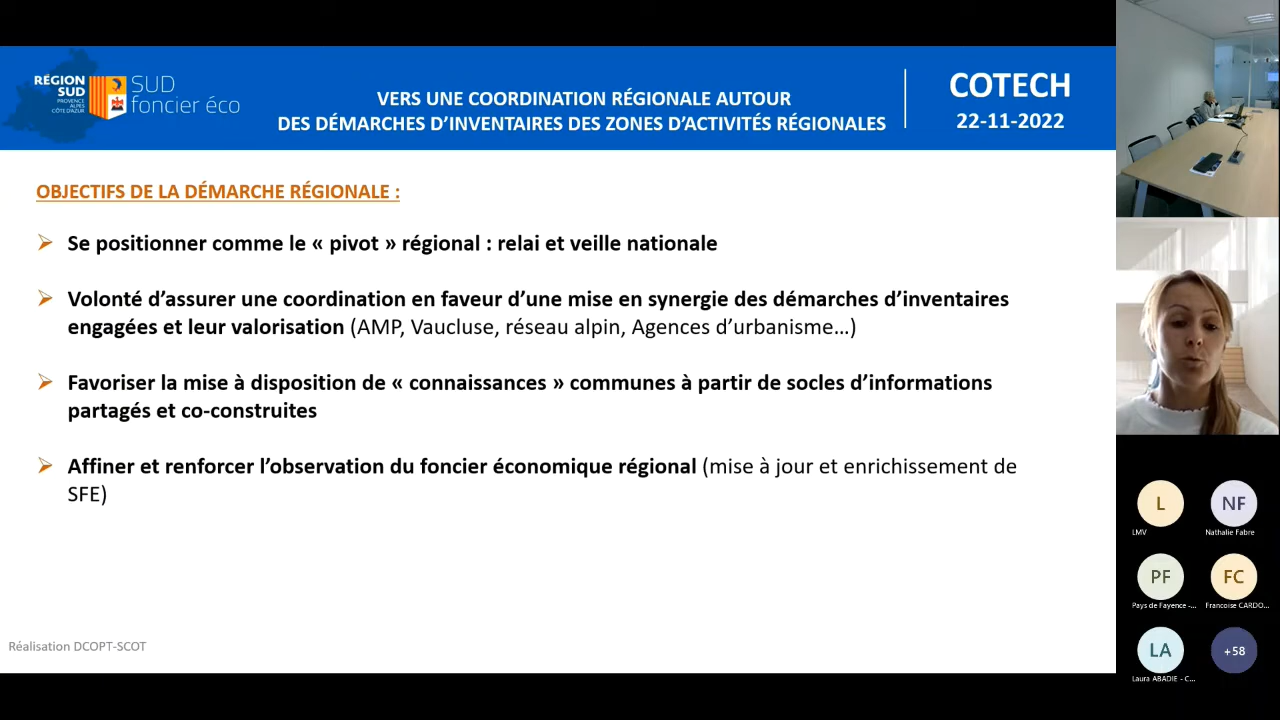 RÉGION
SUD
PROVENCE
ALPES
CÔTE D'AZUR
SUD
foncier éco
VERS UNE COORDINATION RÉGIONALE AUTOUR
DES DÉMARCHES D’INVENTAIRES DES ZONES D’ACTIVITÉS RÉGIONALES
COTECH
22-11-2022
OBJECTIFS DE LA DÉMARCHE RÉGIONALE :
➢ Se positionner comme le « pivot » régional : relai et veille nationale
➢ Volonté d’assurer une coordination en faveur d’une mise en synergie des démarches d’inventaires
engagées et leur valorisation (AMP, Vaucluse, réseau alpin, Agences d’urbanisme…)
➢ Favoriser la mise à disposition de « connaissances » communes à partir de socles d’informations
partagés et co-construites
➢ Affiner et renforcer l’observation du foncier économique régional (mise à jour et enrichissement de
SFE)
Réalisation DCOPT-SCOT
L
NF
LMV
Nathalie Fabre
PF
FC
Pays de Fayence -...
Francoise CARDO...
LA
+58
Laura ABADIE - C...